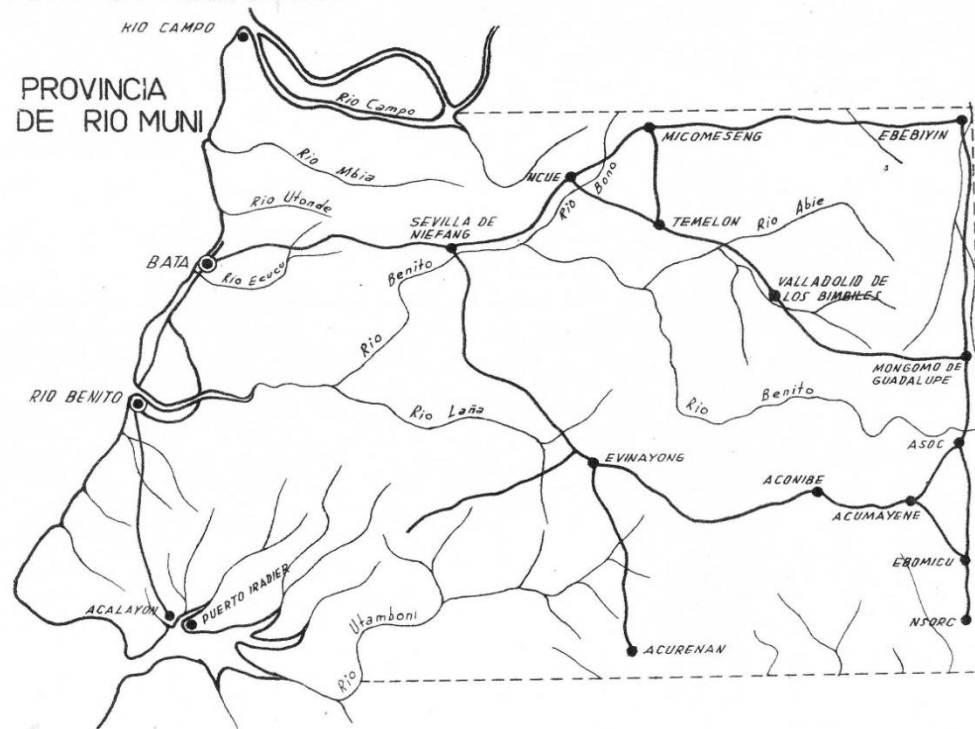 RIO CAMPO
PROVINCIA
DE RIO MUNI
Rio Campo
MICOMESENG
EBEBIYIN
Rio Mbia
NCUE
Rio Bono
Rio Utonde
SEVILLA DE
NIEFANG
TEMELON
Rio Abie
BATA
Rio Ecucu
Rio Benito
VALLADOLID DE
LOS BIMBILES
MONGOMO DE
GUADALUPE
RIO BENITO
Rio Laña
Rio Benito
ASOC
EVINAYONG
ACONIBE
ACUMAYENE
EBOMICU
ACALAYON
PUERTO IRADIER
Rio Utamboni
NSORC
ACURENAN